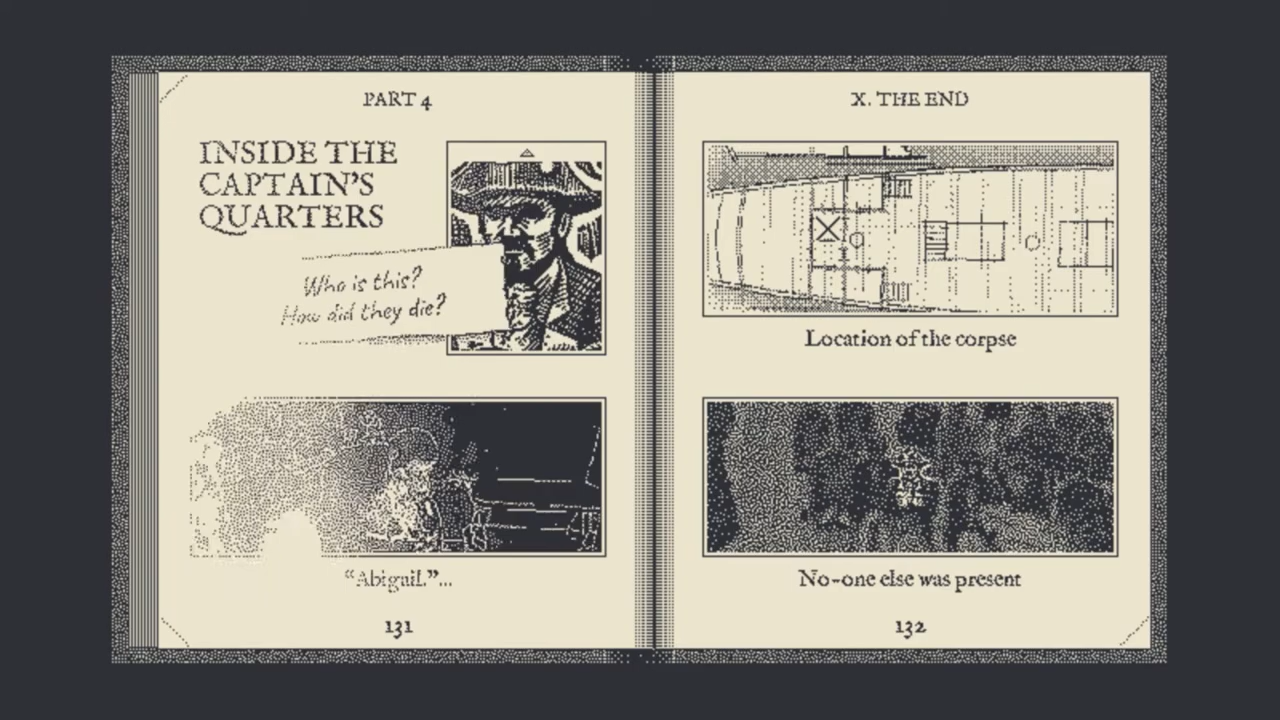 PART 4
INSIDE THE
CAPTAIN'S
QUARTERS
Who is this?
How did they die?
"Abigail."...
131
X. THE END
Location of the corpse
No-one else was present
132